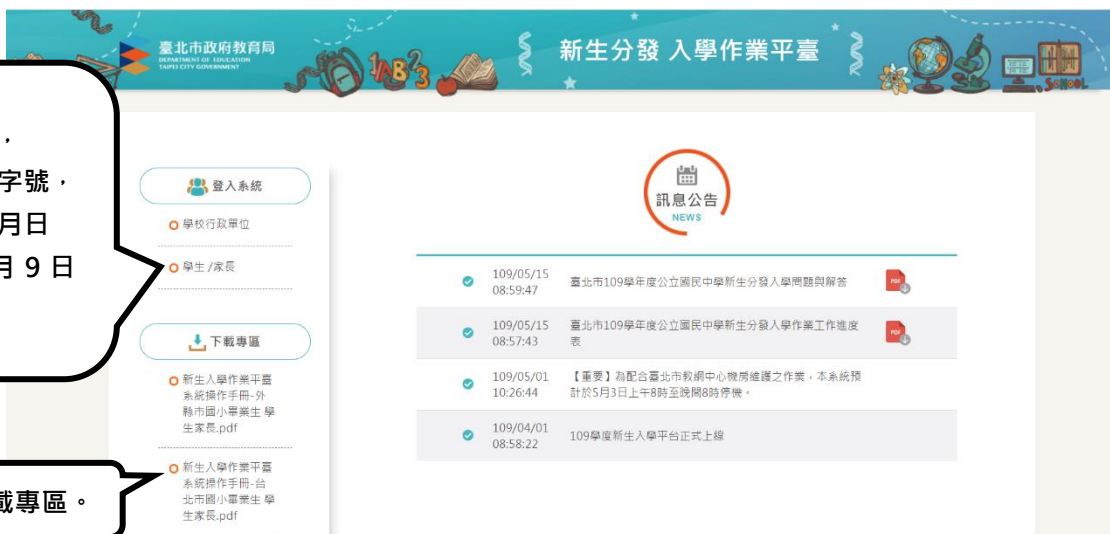 臺北市政府教育局
DEPARTMENT OF EDUCATION
TAIPEI CITY GOVERNMENT
1AB23
新生分發 入學作業平臺
SCHOOL
，
字號，
月日
月 9 日
登入系統
學校行政單位
學生/家長
下載專區
新生入學作業平臺
系統操作手冊-外
縣市國小畢業生 學
生家長.pdf
新生入學作業平臺
系統操作手冊-台
北市國小畢業生 學
生家長.pdf
載專區。
訊息公告
NEWS
109/05/15
08:59:47
臺北市109學年度公立國民中學新生分發入學問題與解答
PDF
109/05/15
08:57:43
臺北市109學年度公立國民中學新生分發入學作業工作進度
表
PDF
109/05/01
10:26:44
【重要】為配合臺北市教網中心機房維護之作業，本系統預
計於5月3日上午8時至晚間8時停機。
109/04/01
08:58:22
109學度新生入學平台正式上線